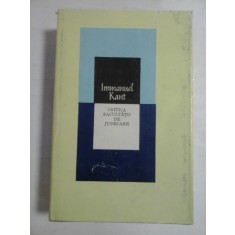 Immanuel
Kant
CRITICA
FACULTĂȚII
DE
JUDECARE